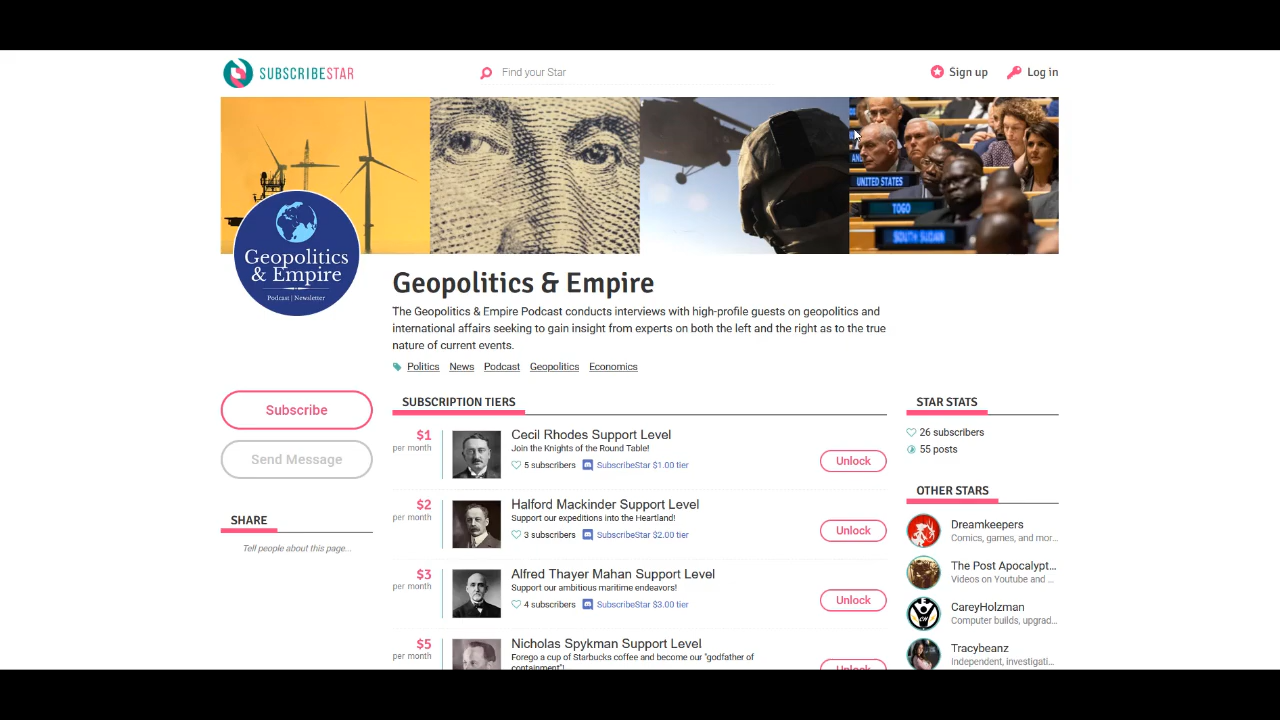 SUBSCRIBESTAR
Find your Star
Sign up
Log in
UNITED STATES
TOGO
SOUTH SUDAN
Geopolitics
& Empire
Podcast | Newsletter
Geopolitics & Empire
The Geopolitics & Empire Podcast conducts interviews with high-profile guests on geopolitics and
international affairs seeking to gain insight from experts on both the left and the right as to the true
nature of current events.
Politics News Podcast Geopolitics Economics
Subscribe
Send Message
SHARE
Tell people about this page...
SUBSCRIPTION TIERS
$1
per month
Cecil Rhodes Support Level
Join the Knights of the Round Table!
5 subscribers SubscribeStar $1.00 tier
Unlock
$2
per month
Halford Mackinder Support Level
Support our expeditions into the Heartland!
3 subscribers SubscribeStar $2.00 tier
Unlock
$3
per month
Alfred Thayer Mahan Support Level
Support our ambitious maritime endeavors!
4 subscribers SubscribeStar $3.00 tier
Unlock
$5
per month
Nicholas Spykman Support Level
Forego a cup of Starbucks coffee and become our "godfather of
containment"!
Unlock
STAR STATS
26 subscribers
55 posts
OTHER STARS
Dreamkeepers
Comics, games, and mor...
The Post Apocalypt...
Videos on Youtube and ...
CareyHolzman
Computer builds, upgrad...
Tracybeanz
Independent, investigati...